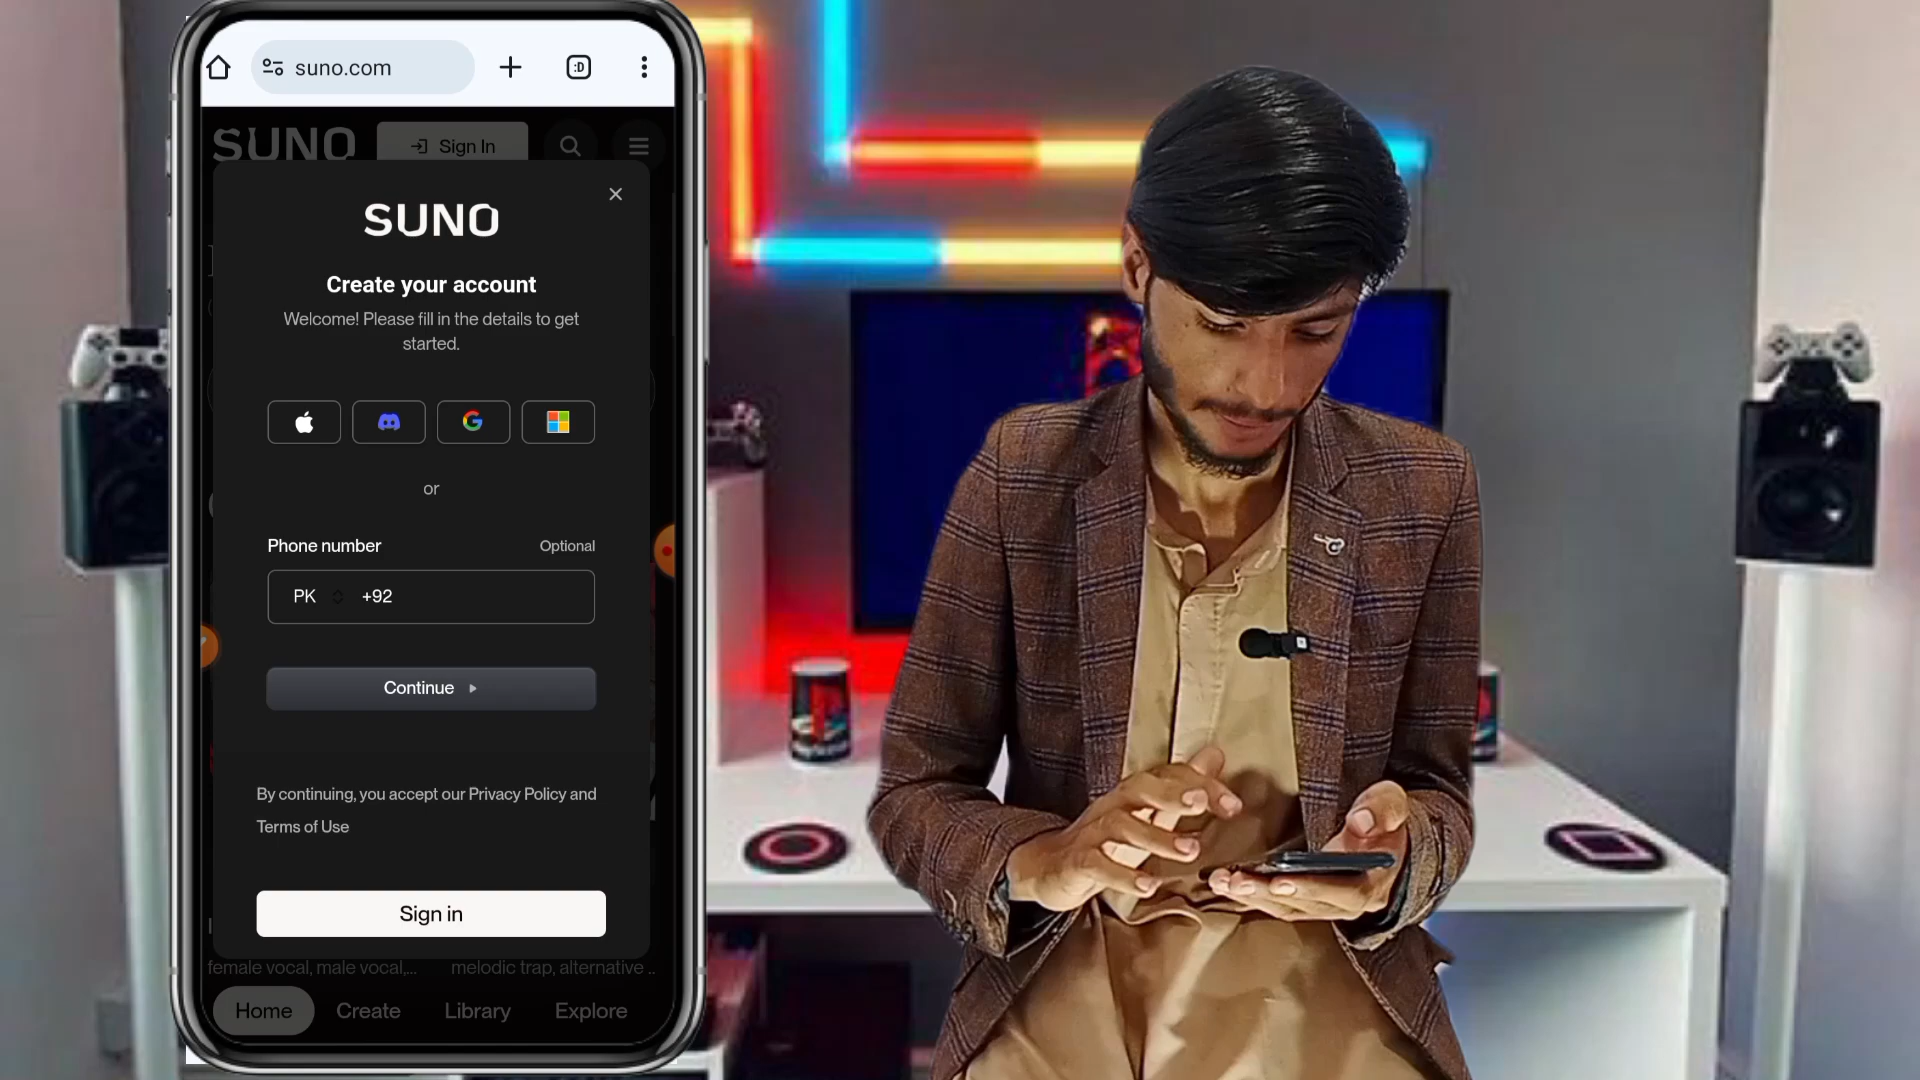 suno.com
:D
SUNO
Sign In
SUNO
Create your account
Welcome! Please fill in the details to get
started.
or
Phone number Optional
PK +92
Continue
By continuing, you accept our Privacy Policy and
Terms of Use
Sign in
female vocal, male vocal,... melodic trap, alternative ..
Home Create Library Explore